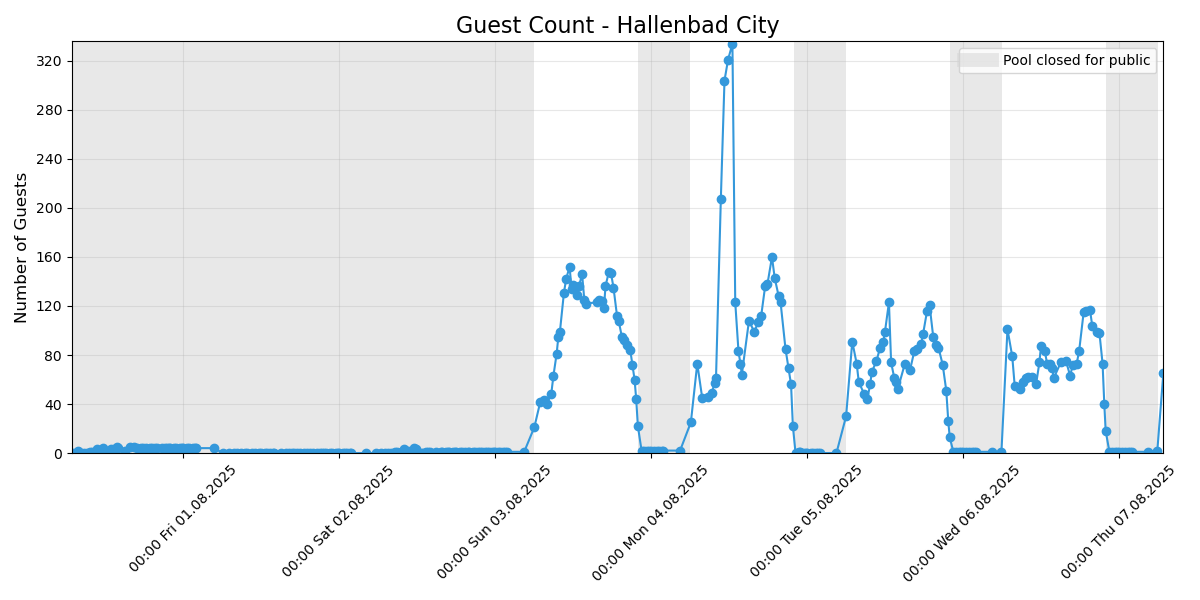 Guest Count - Hallenbad City
Pool closed for public
Number of Guests
320
280
240
200
160
120
80
40
0
00:00 Fri 01.08.2025
00:00 Sat 02.08.2025
00:00 Sun 03.08.2025
00:00 Mon 04.08.2025
00:00 Tue 05.08.2025
00:00 Wed 06.08.2025
00:00 Thu 07.08.2025